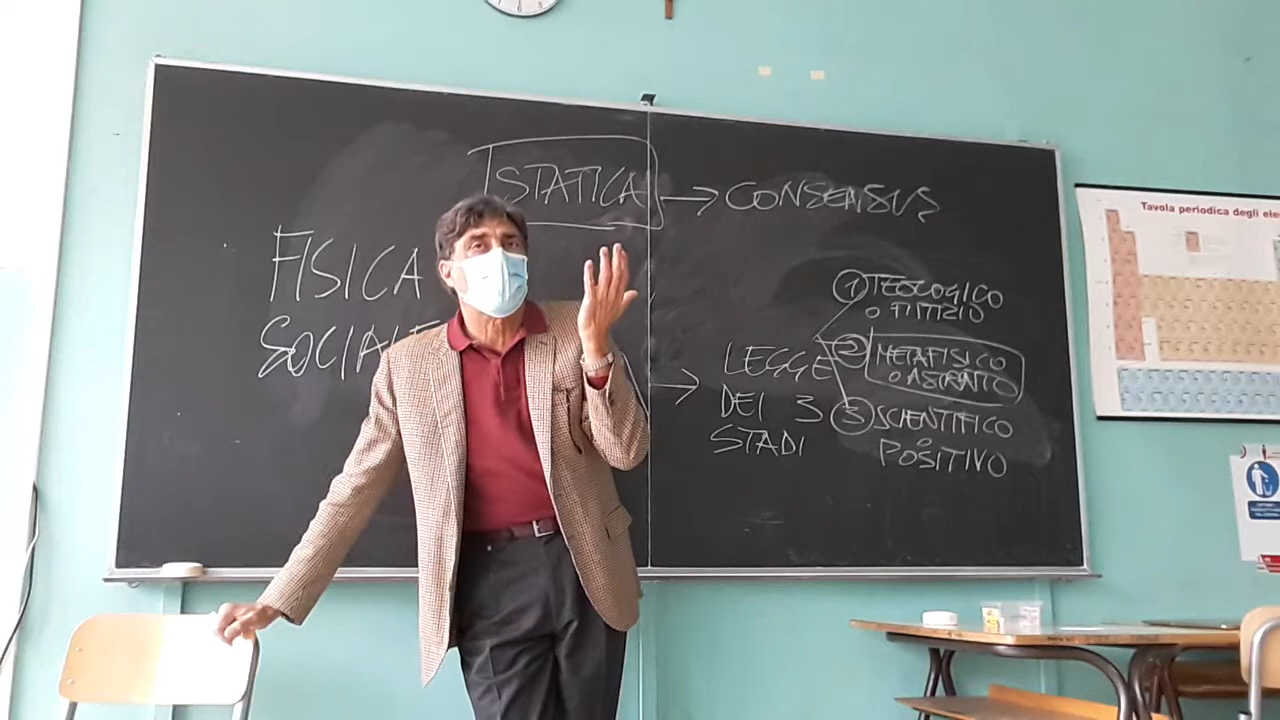 STATICA → CONSENSUS
FISICA
SOCIALE
LEGGE
DEI 3
STADI
1 TEOLOGICO
o FITTIZIO
2 METAFISICO
o ASTRATTO
3 SCIENTIFICO
o
POSITIVO
Tavola periodica degli ele